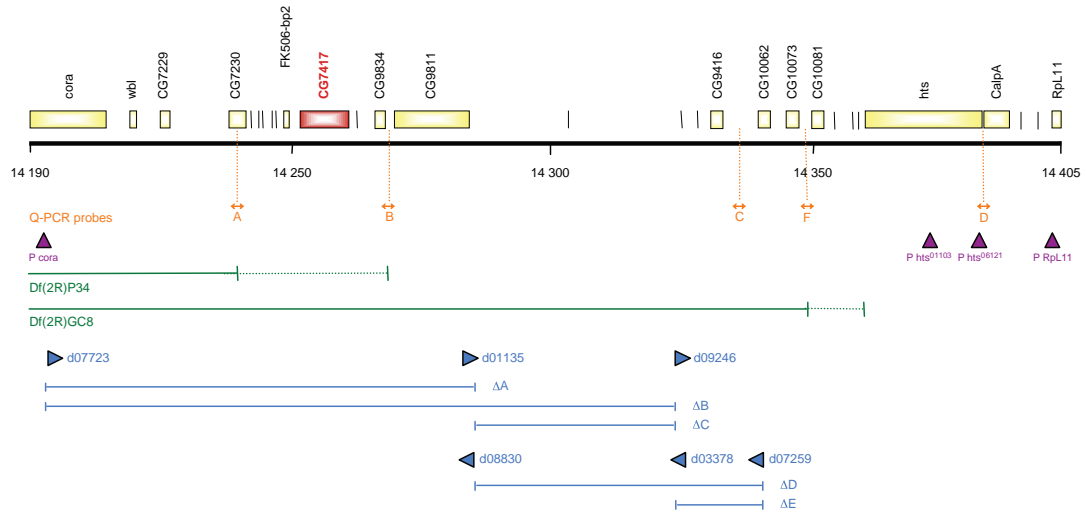 cora
wbl
CG7229
CG7230
FK506-bp2
CG7417
CG9834
CG9811
CG9416
CG10062
CG10073
CG10081
hts
CalpA
RpL11
14 190
14 250
14 300
14 350
14 405
Q-PCR probes
A
B
C
F
D
P cora
P hts01103
P hts06121
P RpL11
Df(2R)P34
Df(2R)GC8
d07723
d01135
d09246
ΔA
ΔB
ΔC
d08830
d03378
d07259
ΔD
ΔE